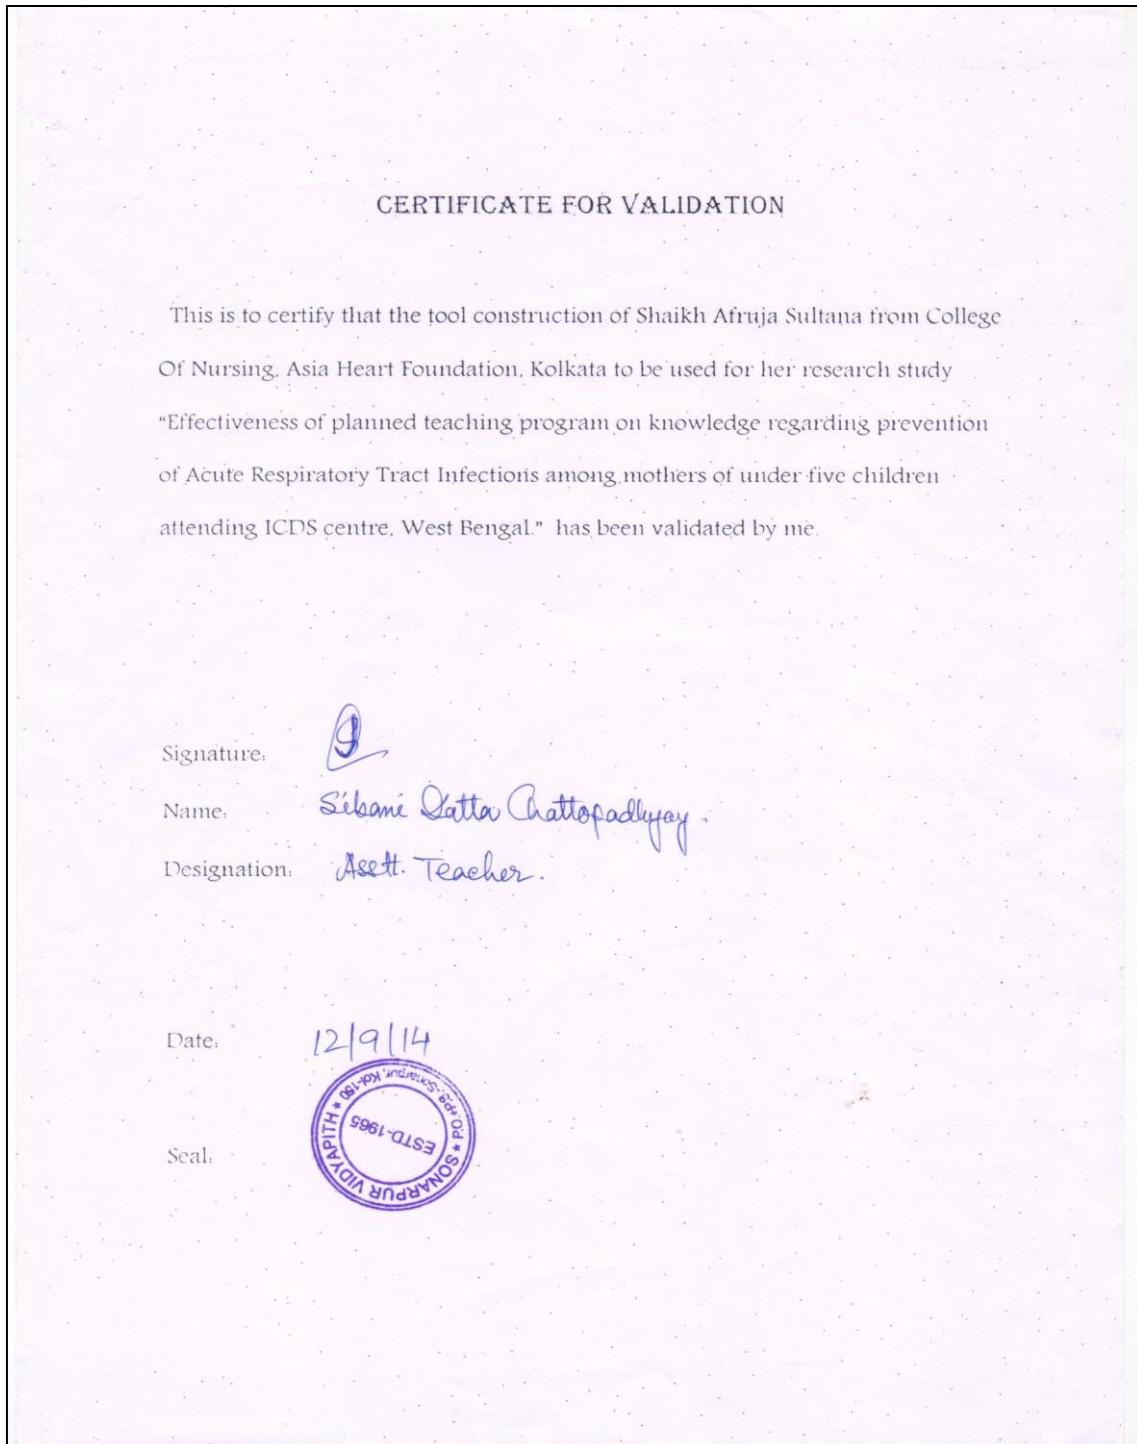 CERTIFICATE FOR VALIDATION
This is to certify that the tool construction of Shaikh Afruja Sultana from College
Of Nursing, Asia Heart Foundation, Kolkata to be used for her research study
“Effectiveness of planned teaching program on knowledge regarding prevention
of Acute Respiratory Tract Infections among mothers of under five children
attending ICDS centre, West Bengal.” has been validated by me.
Signature:
Name: Sibani Datta Chattopadhyay.
Designation: Asstt. Teacher.
Date: 12/9/14
Seal:
SONARPUR VIDYAPITH ★ P.O.+P.S.-Sonarpur, Kol-150 ★
ESTD-1965